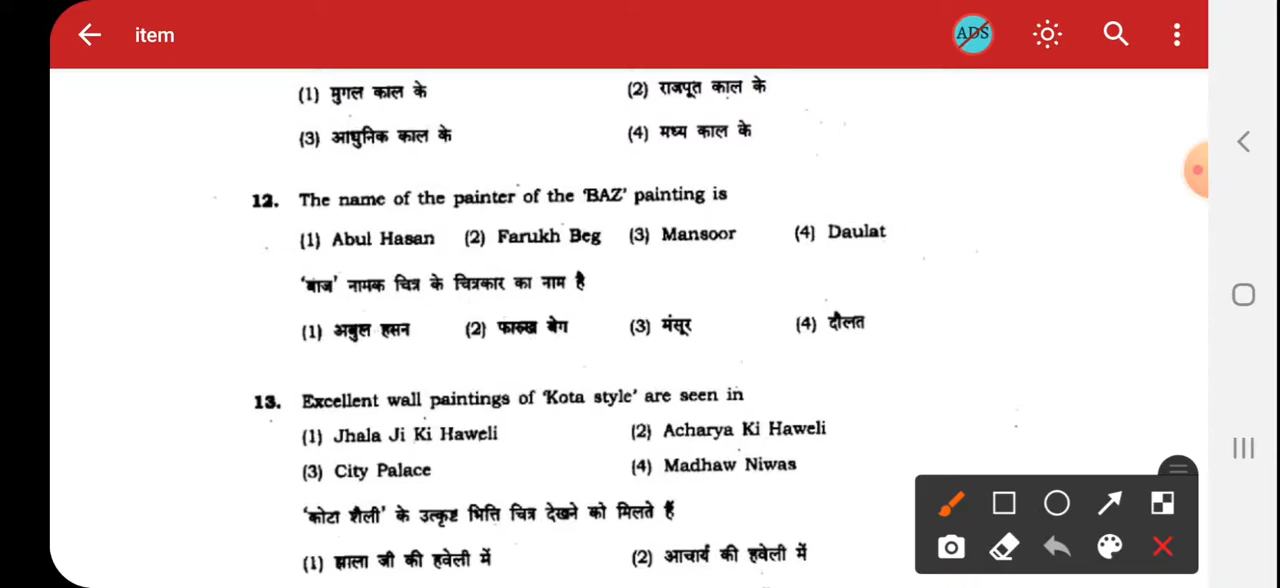 item
ADS
(1) मुगल काल के (2) राजपूत काल के
(3) आधुनिक काल के (4) मध्य काल के
12. The name of the painter of the 'BAZ' painting is
(1) Abul Hasan (2) Farukh Beg (3) Mansoor (4) Daulat
'बाज' नामक चित्र के चित्रकार का नाम है
(1) अबुल हसन (2) फारुख बेग (3) मंसूर (4) दौलत
13. Excellent wall paintings of 'Kota style' are seen in
(1) Jhala Ji Ki Haweli (2) Acharya Ki Haweli
(3) City Palace (4) Madhaw Niwas
'कोटा शैली' के उत्कृष्ट भित्ति चित्र देखने को मिलते हैं
(1) झाला जी की हवेली में (2) आचार्य की हवेली में